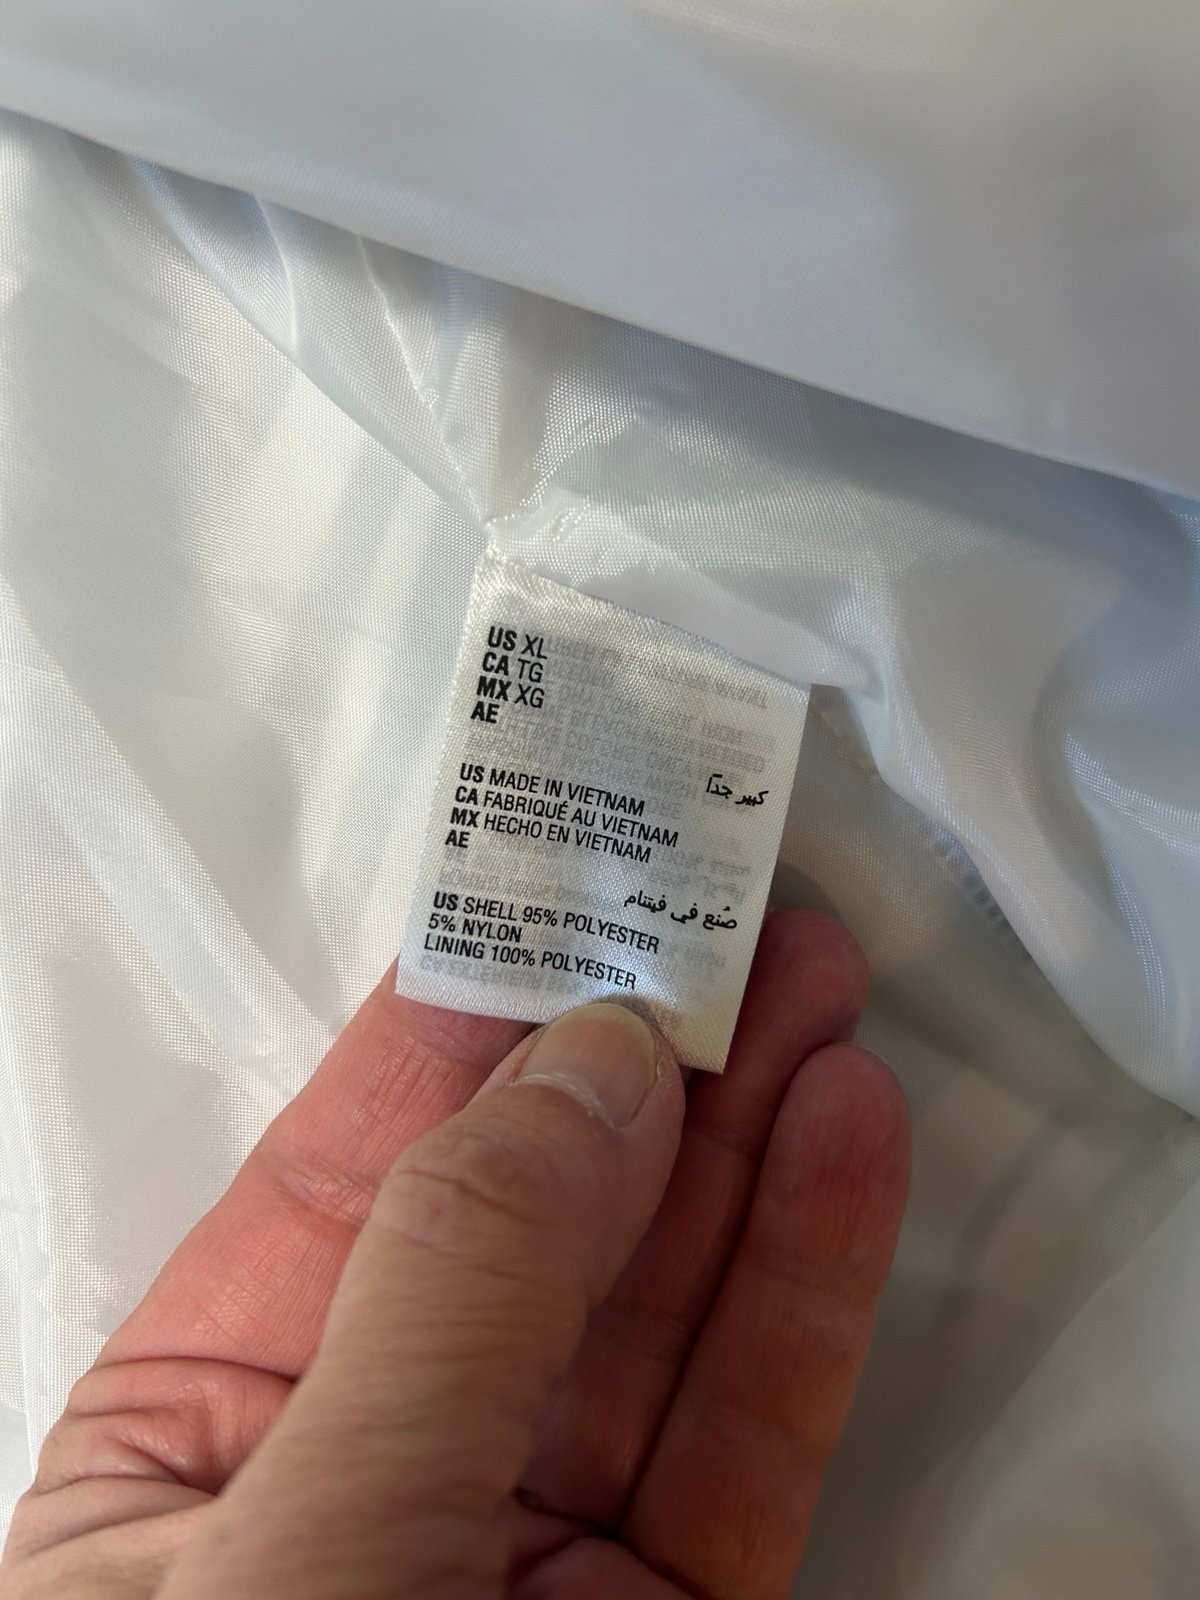 US XL
CA TG
MX XG
AE
كبير جدًا
US MADE IN VIETNAM
CA FABRIQUÉ AU VIETNAM
MX HECHO EN VIETNAM
AE
صُنع في فيتنام
US SHELL 95% POLYESTER
5% NYLON
LINING 100% POLYESTER